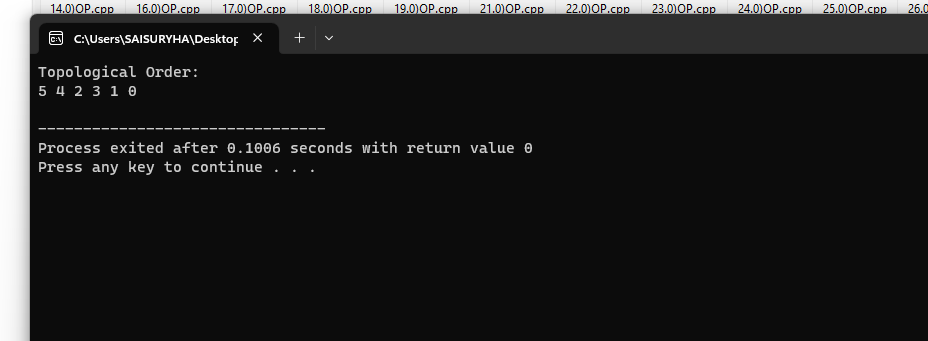 14.0)OP.cpp 16.0)OP.cpp 17.0)OP.cpp 18.0)OP.cpp 19.0)OP.cpp 21.0)OP.cpp 22.0)OP.cpp 23.0)OP.cpp 24.0)OP.cpp 25.0)OP.cpp 26.0
C:\Users\SAISURYHA\Desktop
Topological Order:
5 4 2 3 1 0
--------------------------------
Process exited after 0.1006 seconds with return value 0
Press any key to continue . . .